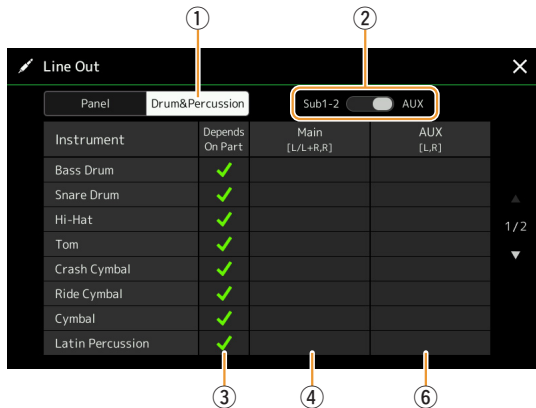 ① ②
Line Out
Panel Drum&Percussion Sub1-2 AUX
Instrument Depends On Part Main [L/L+R,R] AUX [L,R]
Bass Drum
Snare Drum
Hi-Hat
1/2
Tom
Crash Cymbal
Ride Cymbal
Cymbal
Latin Percussion
③ ④ ⑥